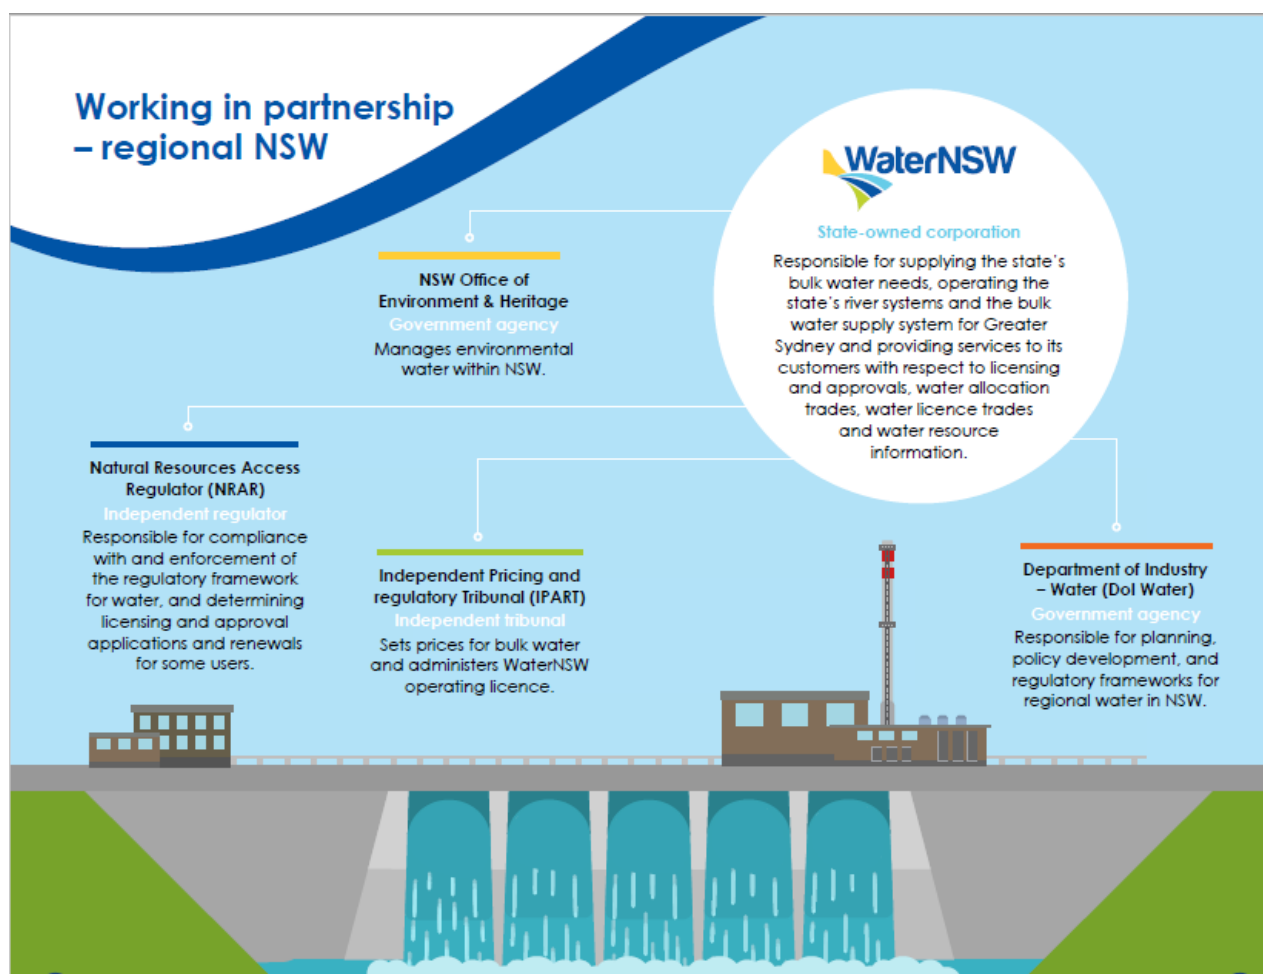 Working in partnership
– regional NSW
WaterNSW
State-owned corporation
Responsible for supplying the state's
bulk water needs, operating the
state's river systems and the bulk
water supply system for Greater
Sydney and providing services to its
customers with respect to licensing
and approvals, water allocation
trades, water licence trades
and water resource
information.
NSW Office of
Environment & Heritage
Government agency
Manages environmental
water within NSW.
Natural Resources Access
Regulator (NRAR)
Independent regulator
Responsible for compliance
with and enforcement of
the regulatory framework
for water, and determining
licensing and approval
applications and renewals
for some users.
Independent Pricing and
regulatory Tribunal (IPART)
Independent tribunal
Sets prices for bulk water
and administers WaterNSW
operating licence.
Department of Industry
– Water (DoI Water)
Government agency
Responsible for planning,
policy development, and
regulatory frameworks for
regional water in NSW.